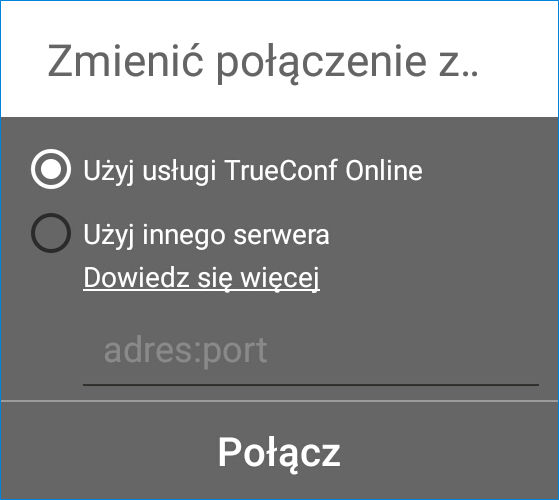 Zmienić połączenie z..
Użyj usługi TrueConf Online
Użyj innego serwera
Dowiedz się więcej
adres:port
Połącz